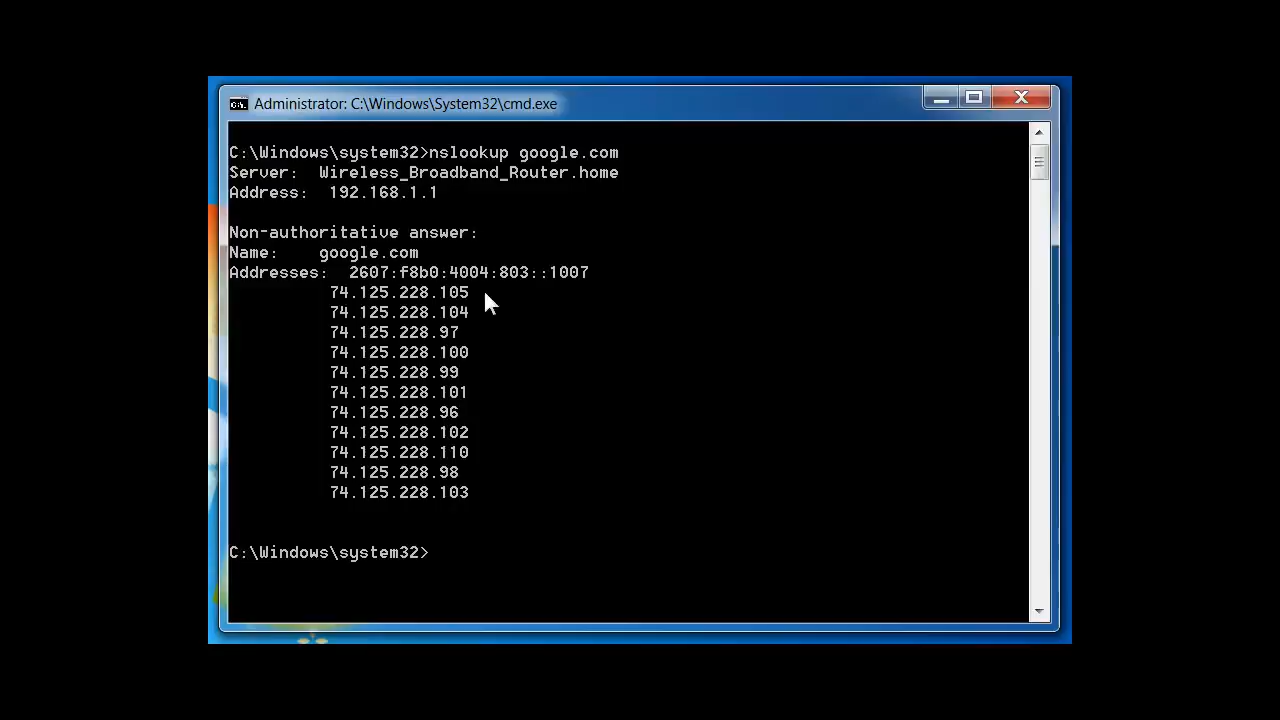 Administrator: C:\Windows\System32\cmd.exe
C:\Windows\system32>nslookup google.com
Server:  Wireless_Broadband_Router.home
Address:  192.168.1.1
Non-authoritative answer:
Name:    google.com
Addresses:  2607:f8b0:4004:803::1007
74.125.228.105
74.125.228.104
74.125.228.97
74.125.228.100
74.125.228.99
74.125.228.101
74.125.228.96
74.125.228.102
74.125.228.110
74.125.228.98
74.125.228.103
C:\Windows\system32>